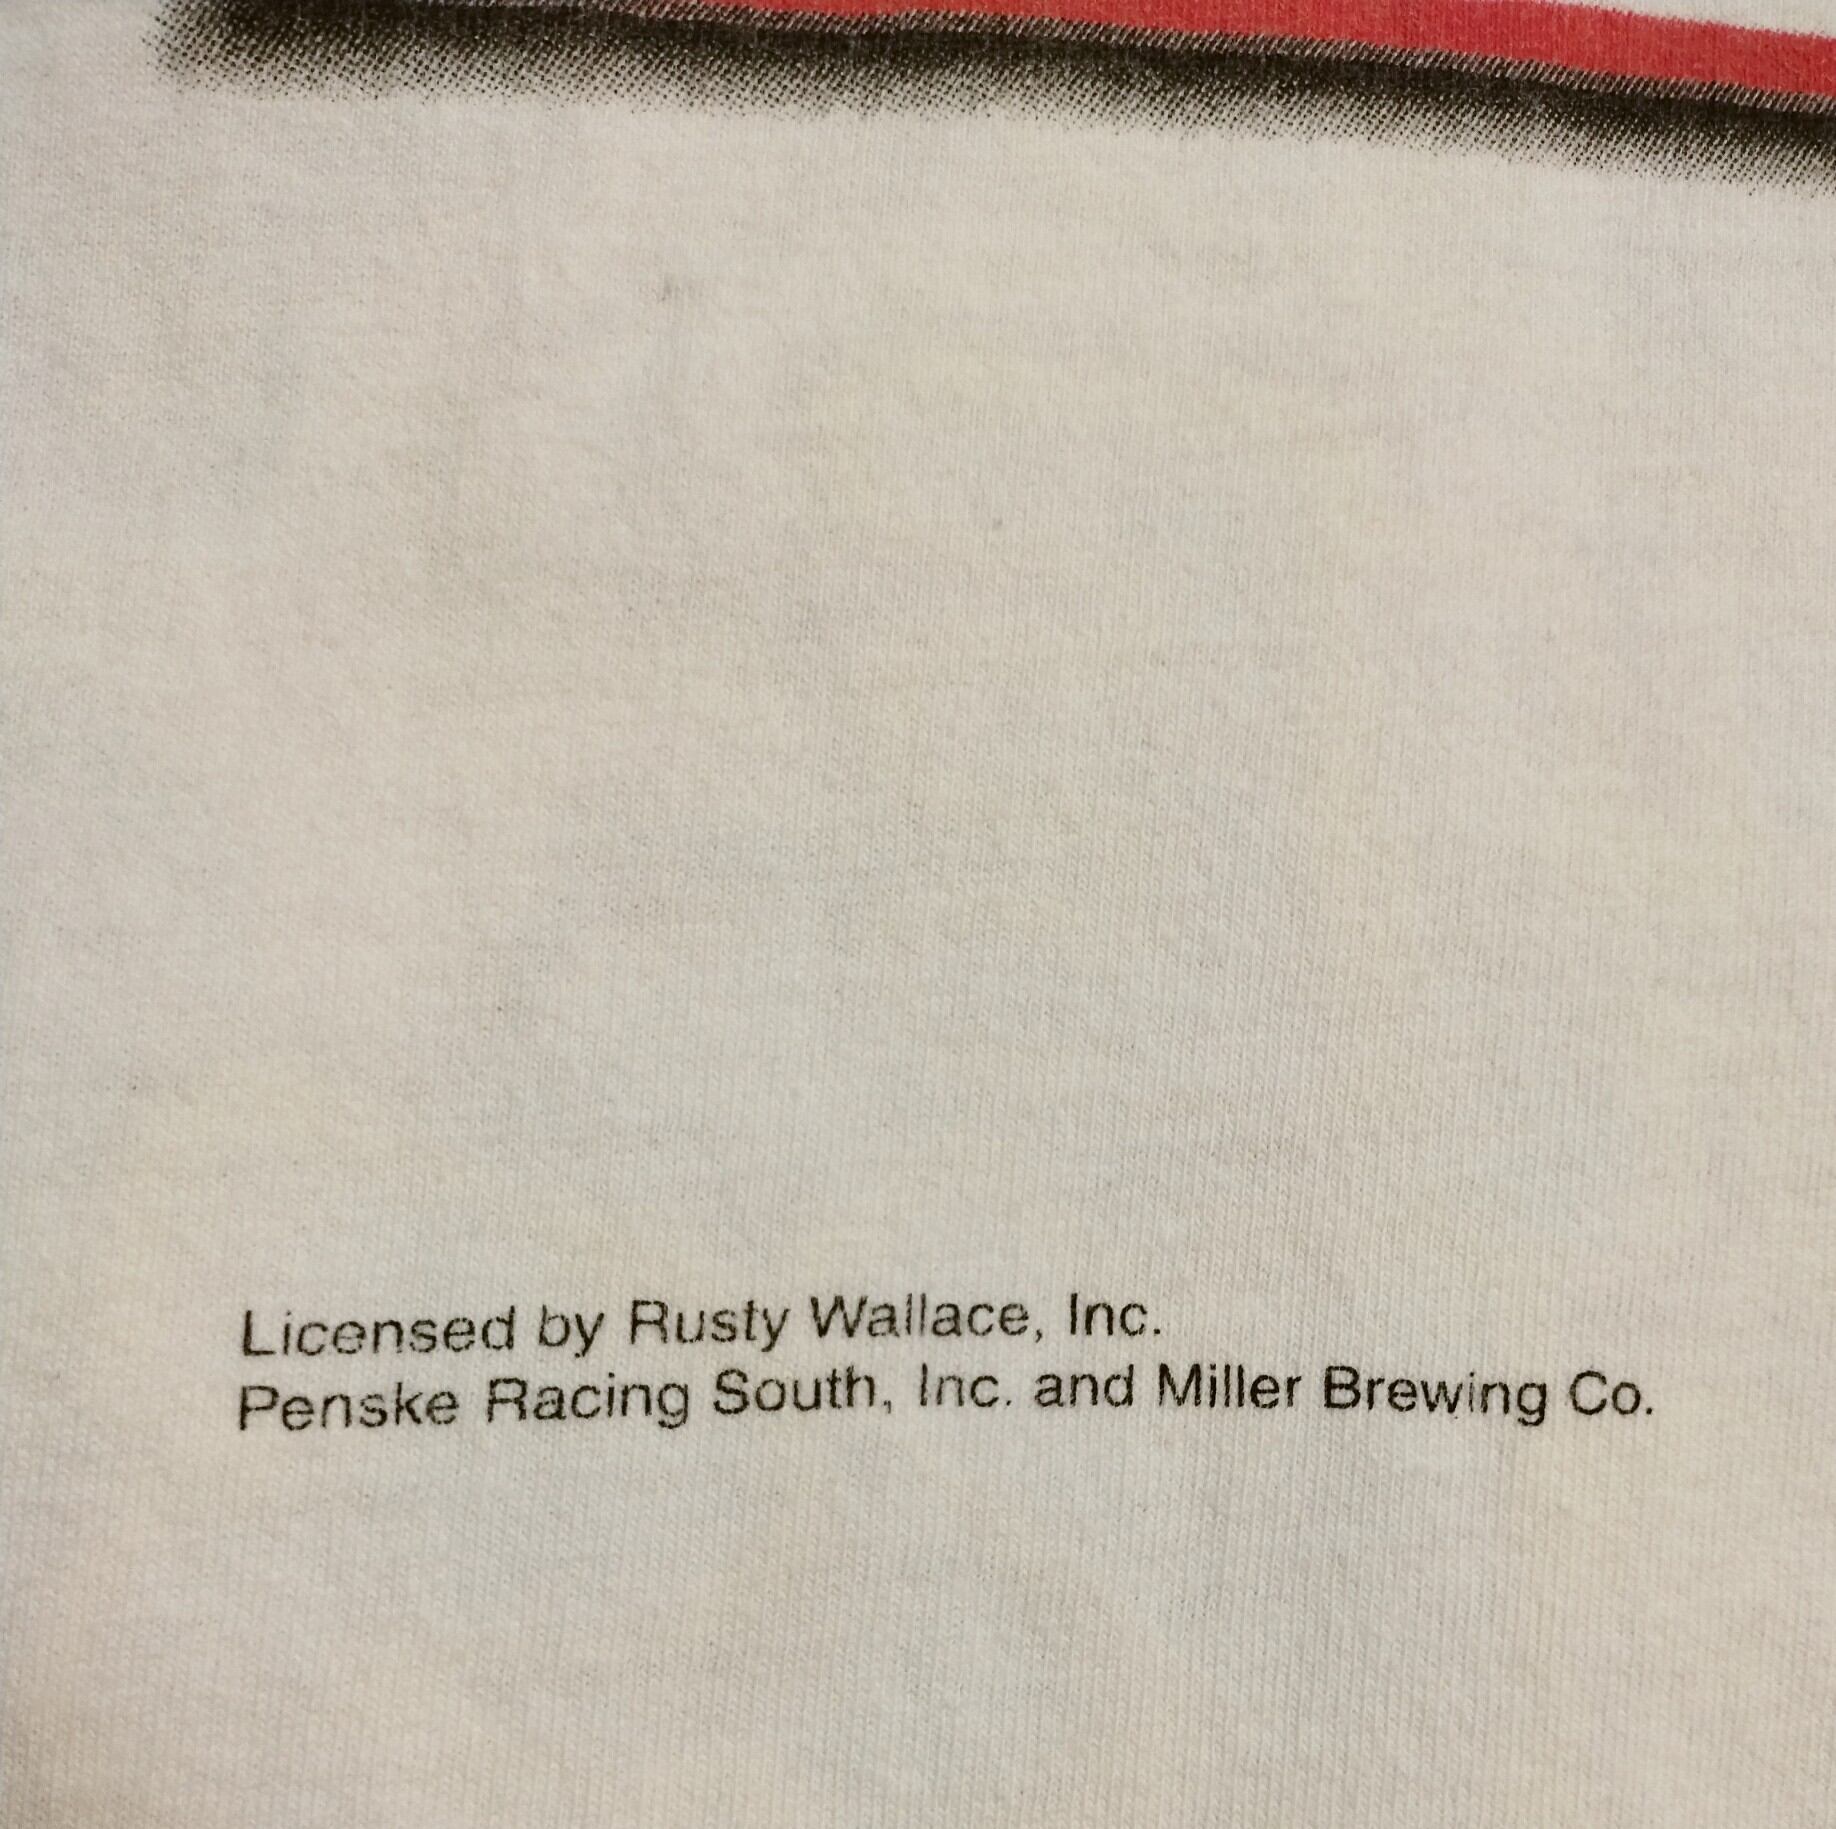 Licensed by Rusty Wallace, Inc.
Penske Racing South, Inc. and Miller Brewing Co.